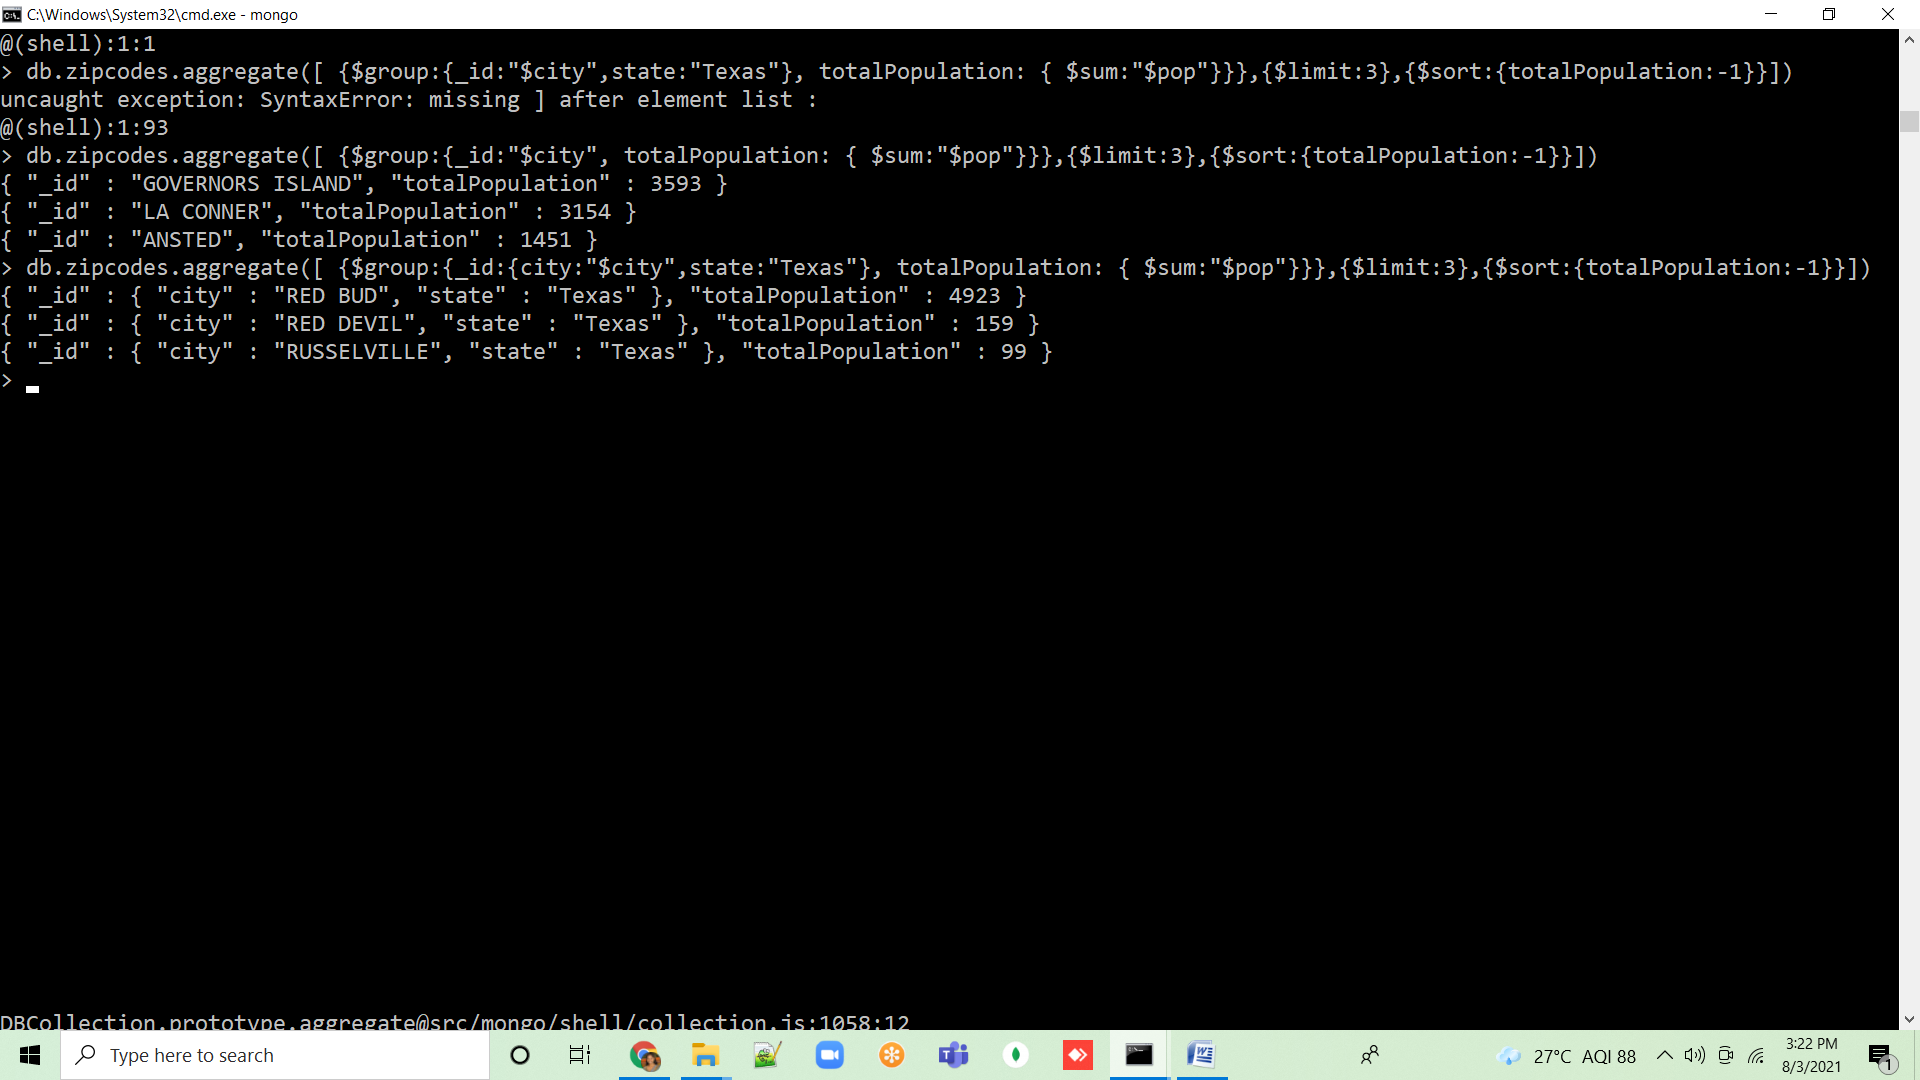 C:\Windows\System32\cmd.exe - mongo
@(shell):1:1
> db.zipcodes.aggregate([ {$group:{_id:"$city",state:"Texas"}, totalPopulation: { $sum:"$pop"}}},{$limit:3},{$sort:{totalPopulation:-1}}])
uncaught exception: SyntaxError: missing ] after element list :
@(shell):1:93
> db.zipcodes.aggregate([ {$group:{_id:"$city", totalPopulation: { $sum:"$pop"}}},{$limit:3},{$sort:{totalPopulation:-1}}])
{ "_id" : "GOVERNORS ISLAND", "totalPopulation" : 3593 }
{ "_id" : "LA CONNER", "totalPopulation" : 3154 }
{ "_id" : "ANSTED", "totalPopulation" : 1451 }
> db.zipcodes.aggregate([ {$group:{_id:{city:"$city",state:"Texas"}, totalPopulation: { $sum:"$pop"}}},{$limit:3},{$sort:{totalPopulation:-1}}])
{ "_id" : { "city" : "RED BUD", "state" : "Texas" }, "totalPopulation" : 4923 }
{ "_id" : { "city" : "RED DEVIL", "state" : "Texas" }, "totalPopulation" : 159 }
{ "_id" : { "city" : "RUSSELVILLE", "state" : "Texas" }, "totalPopulation" : 99 }
>
DBCollection.prototype.aggregate@src/mongo/shell/collection.js:1058:12
Type here to search
27°C AQI 88
3:22 PM
8/3/2021
1